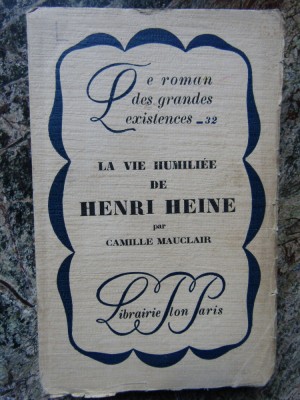 Le roman
des grandes
existences _ 32
LA VIE HUMILIÉE
DE
HENRI HEINE
par
CAMILLE MAUCLAIR
Librairie Plon Paris